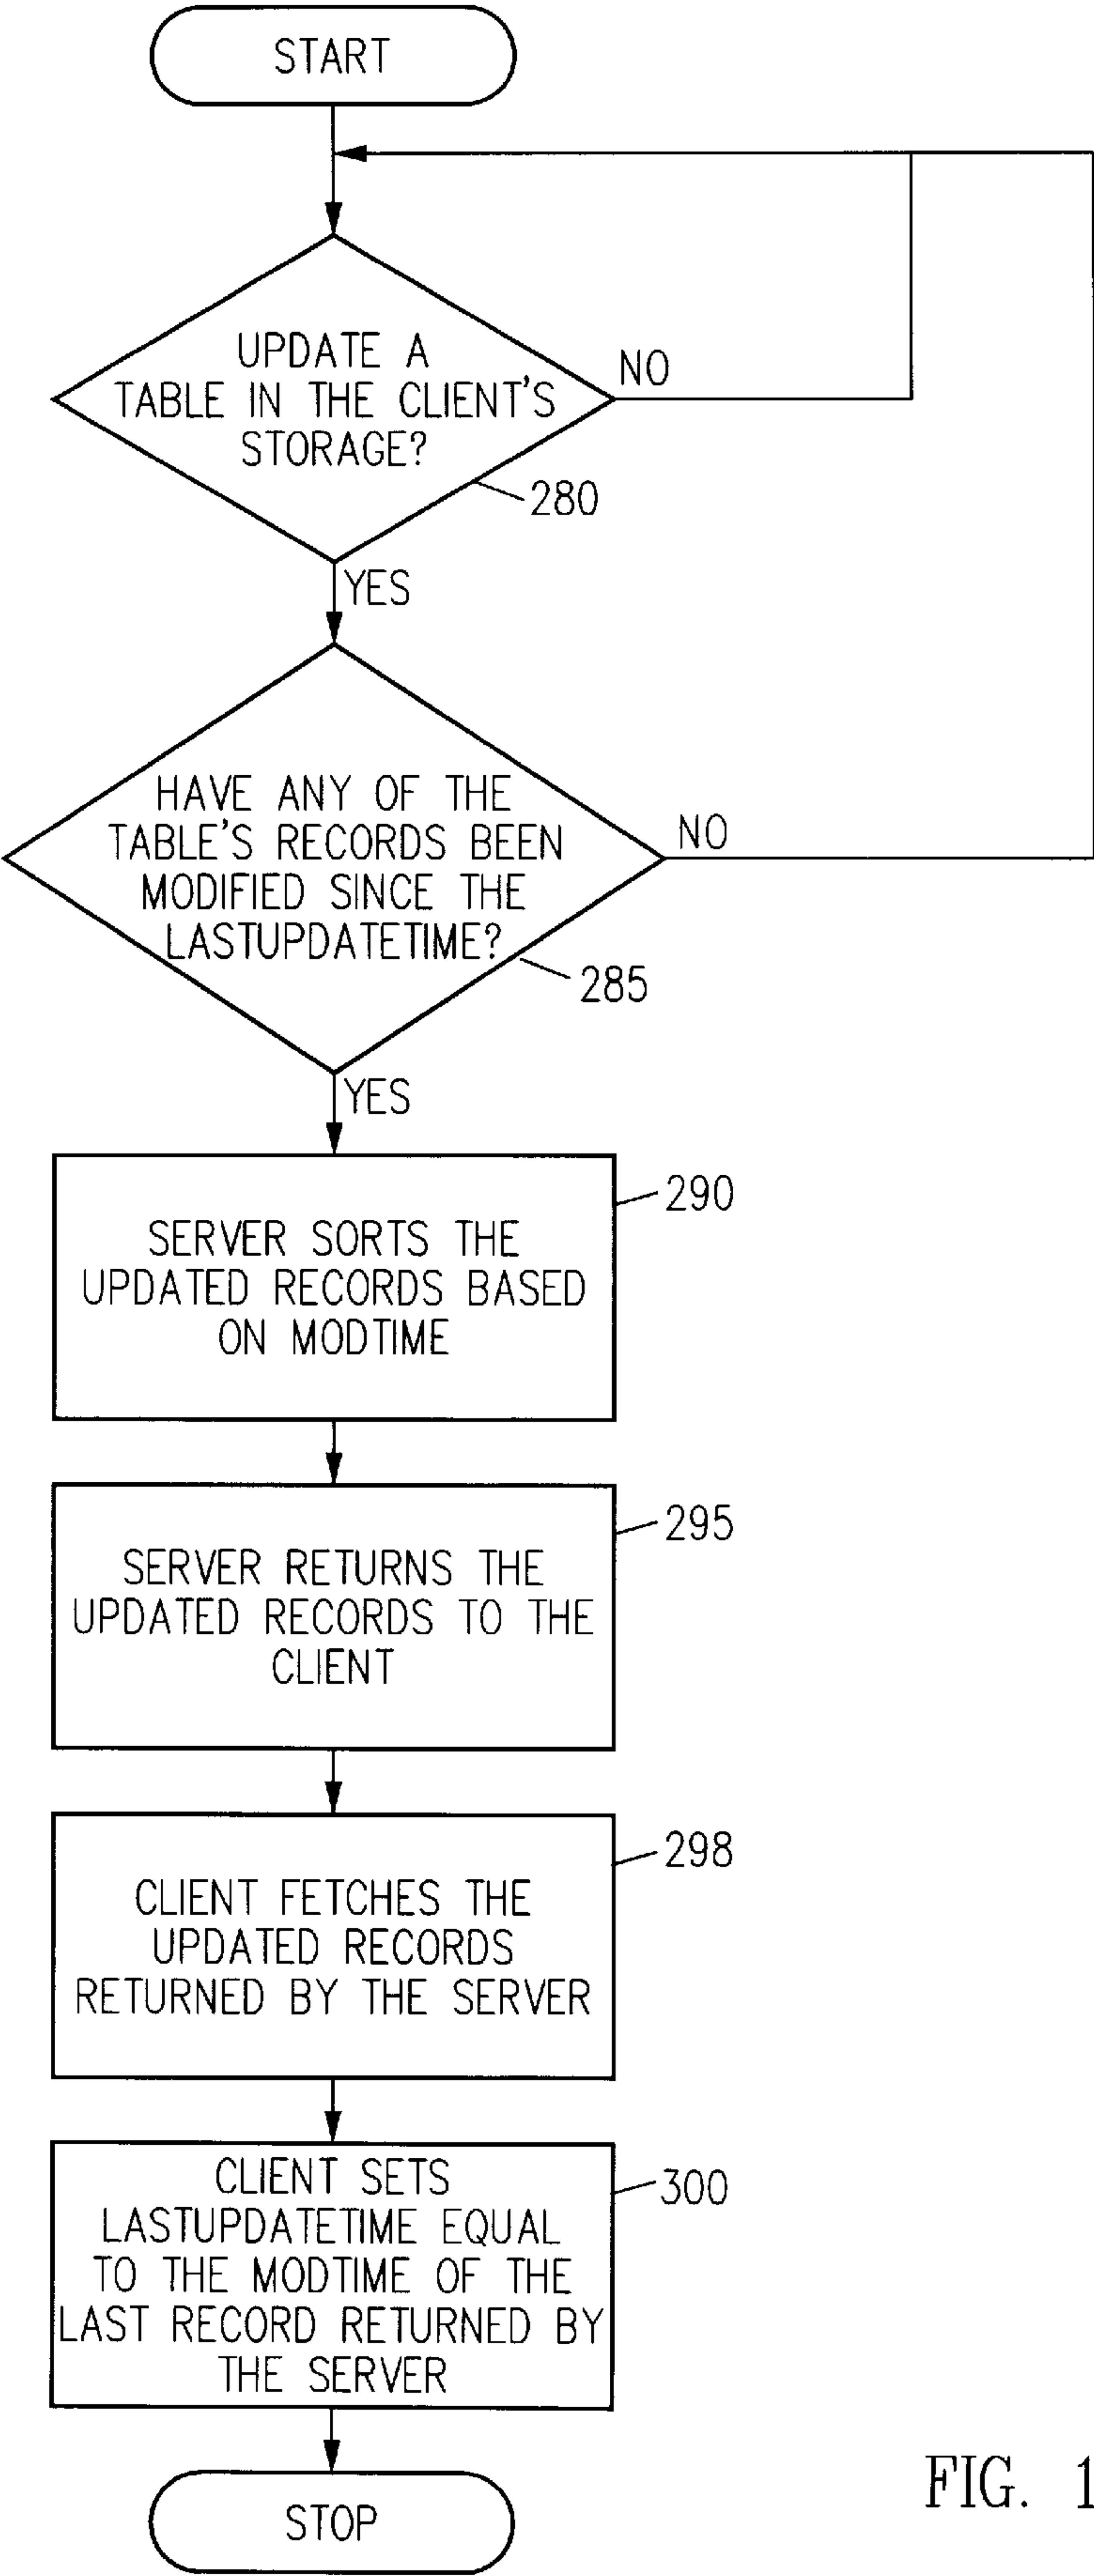 START
UPDATE A
TABLE IN THE CLIENT'S
STORAGE?
NO
280
YES
HAVE ANY OF THE
TABLE'S RECORDS BEEN
MODIFIED SINCE THE
LASTUPDATETIME?
NO
285
YES
290
SERVER SORTS THE
UPDATED RECORDS BASED
ON MODTIME
295
SERVER RETURNS THE
UPDATED RECORDS TO THE
CLIENT
298
CLIENT FETCHES THE
UPDATED RECORDS
RETURNED BY THE SERVER
300
CLIENT SETS
LASTUPDATETIME EQUAL
TO THE MODTIME OF THE
LAST RECORD RETURNED BY
THE SERVER
STOP
FIG. 1